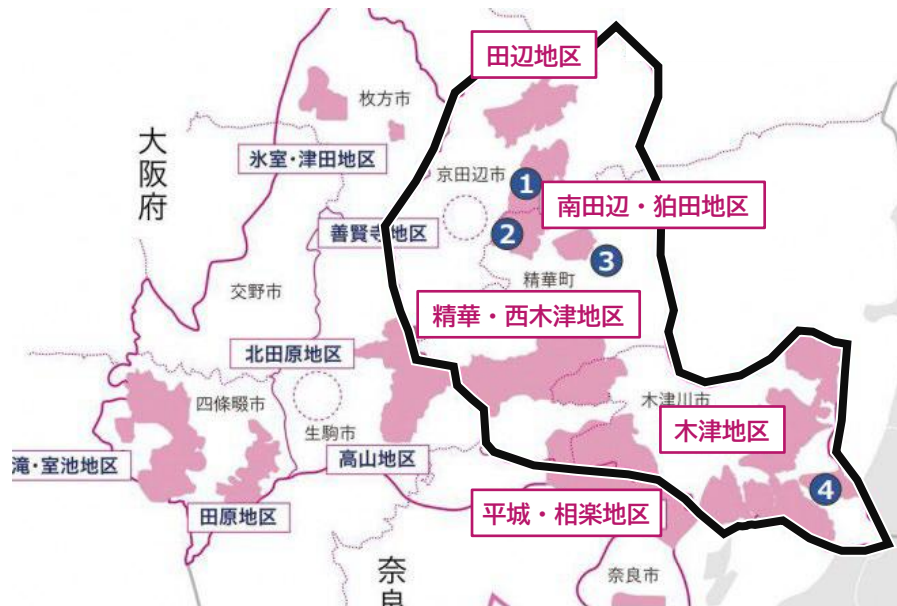 田辺地区
枚方市
大阪府
氷室・津田地区
京田辺市
1
南田辺・狛田地区
善賢寺地区
2
3
精華町
交野市
精華・西木津地区
北田原地区
四條畷市
木津川市
生駒市
木津地区
高山地区
滝・室池地区
4
田原地区
平城・相楽地区
奈良
奈良市